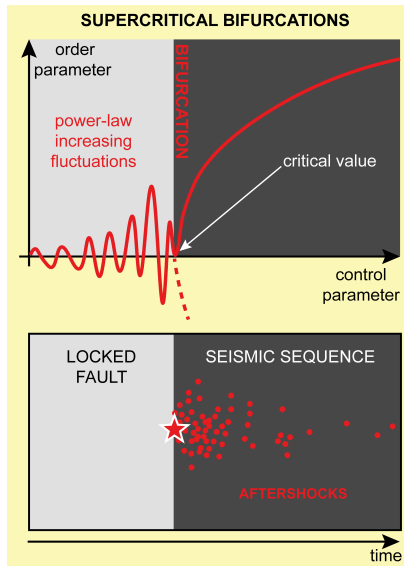 SUPERCRITICAL BIFURCATIONS
order
parameter
power-law
increasing
fluctuations
BIFURCATION
critical value
control
parameter
LOCKED
FAULT
SEISMIC SEQUENCE
AFTERSHOCKS
time